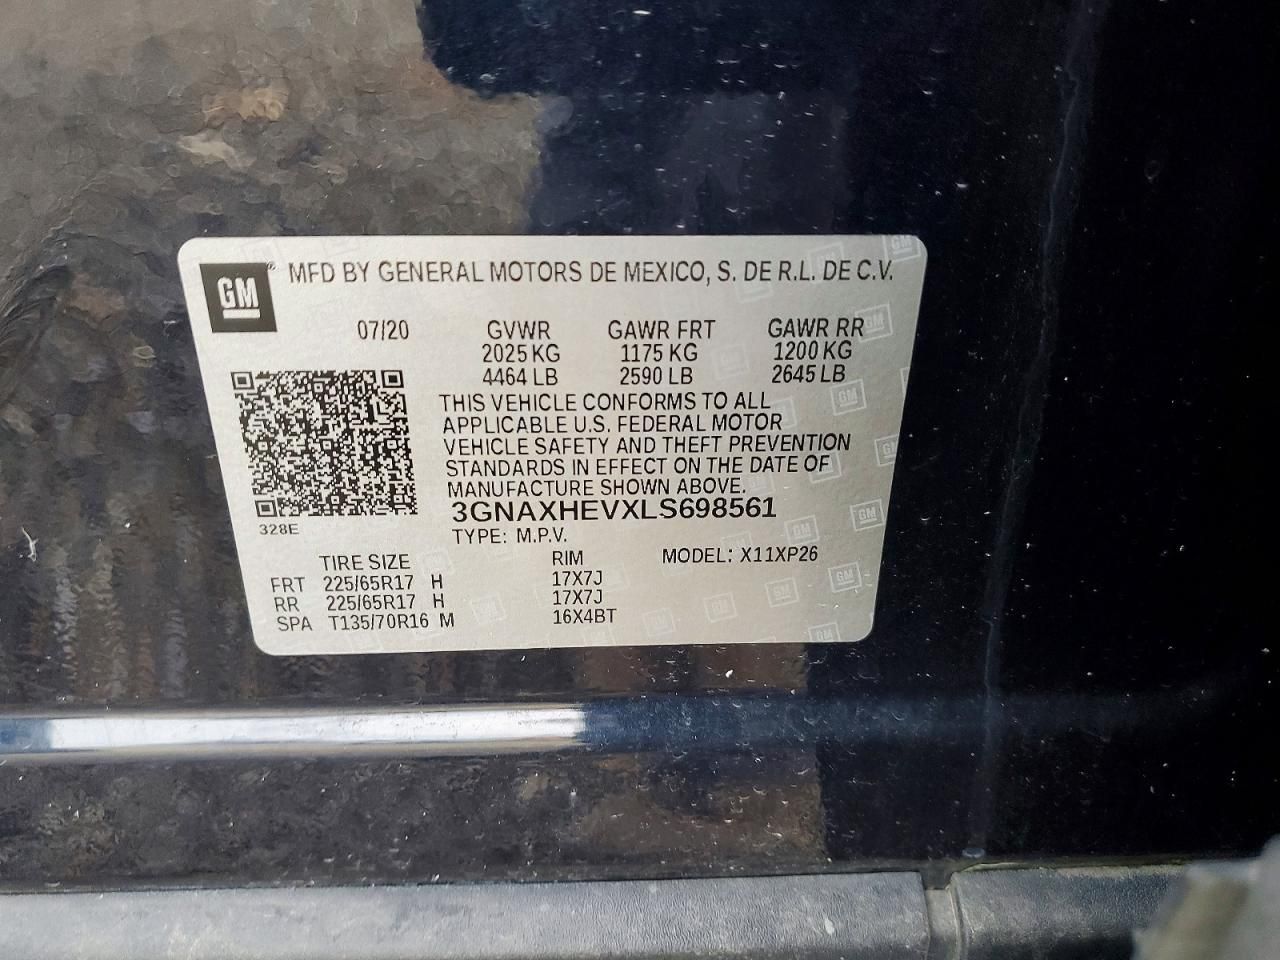 GM ® MFD BY GENERAL MOTORS DE MEXICO, S. DE R.L. DE C.V.
07/20 GVWR GAWR FRT GAWR RR
2025 KG 1175 KG 1200 KG
4464 LB 2590 LB 2645 LB
THIS VEHICLE CONFORMS TO ALL
APPLICABLE U.S. FEDERAL MOTOR
VEHICLE SAFETY AND THEFT PREVENTION
STANDARDS IN EFFECT ON THE DATE OF
MANUFACTURE SHOWN ABOVE.
3GNAXHEVXLS698561
328E
TYPE: M.P.V.
TIRE SIZE RIM MODEL: X11XP26
FRT 225/65R17 H 17X7J
RR 225/65R17 H 17X7J
SPA T135/70R16 M 16X4BT